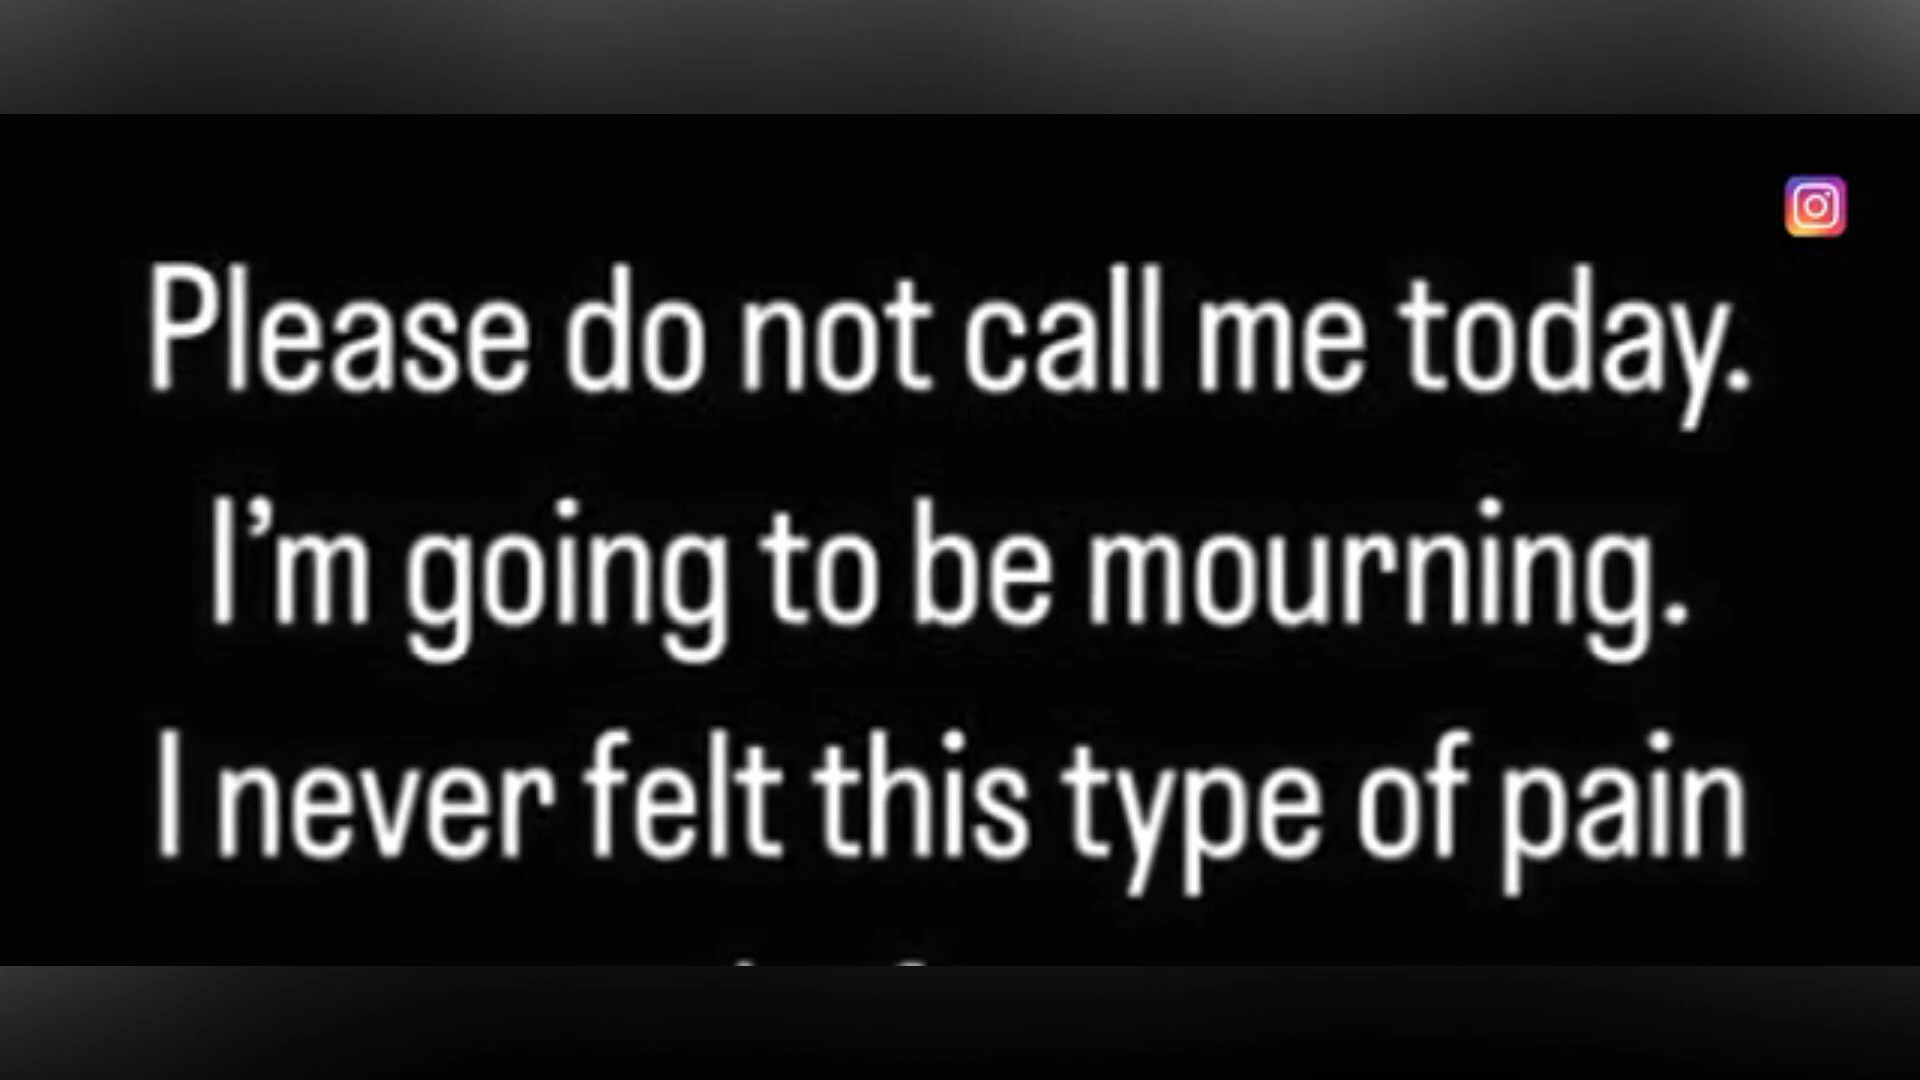 Please do not call me today.
I’m going to be mourning.
I never felt this type of pain